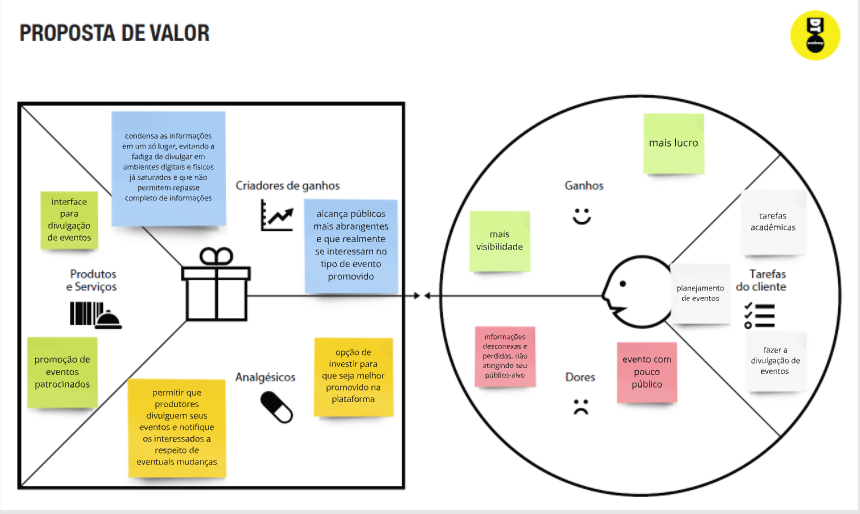 PROPOSTA DE VALOR
condensa as informações
em um só lugar, evitando a
fadiga de divulgar em
ambientes digitais e físicos
já saturados e que não
permitem repasse
completo de informações
Criadores de ganhos
alcança públicos
mais abrangentes
e que realmente
se interessam no
tipo de evento
promovido
interface
para
divulgação
de eventos
Produtos
e Serviços
promoção de
eventos
patrocinados
Analgésicos
opção de
investir para
que seja melhor
promovido na
plataforma
permitir que
produtores
divulguem seus
eventos e notifique
os interessados a
respeito de
eventuais mudanças
mais lucro
Ganhos
mais
visibilidade
tarefas
acadêmicas
planejamento
de eventos
Tarefas
do cliente
fazer a
divulgação de
eventos
informações
desconexas e
perdidas, não
atingindo seu
público-alvo
Dores
evento com
pouco
público